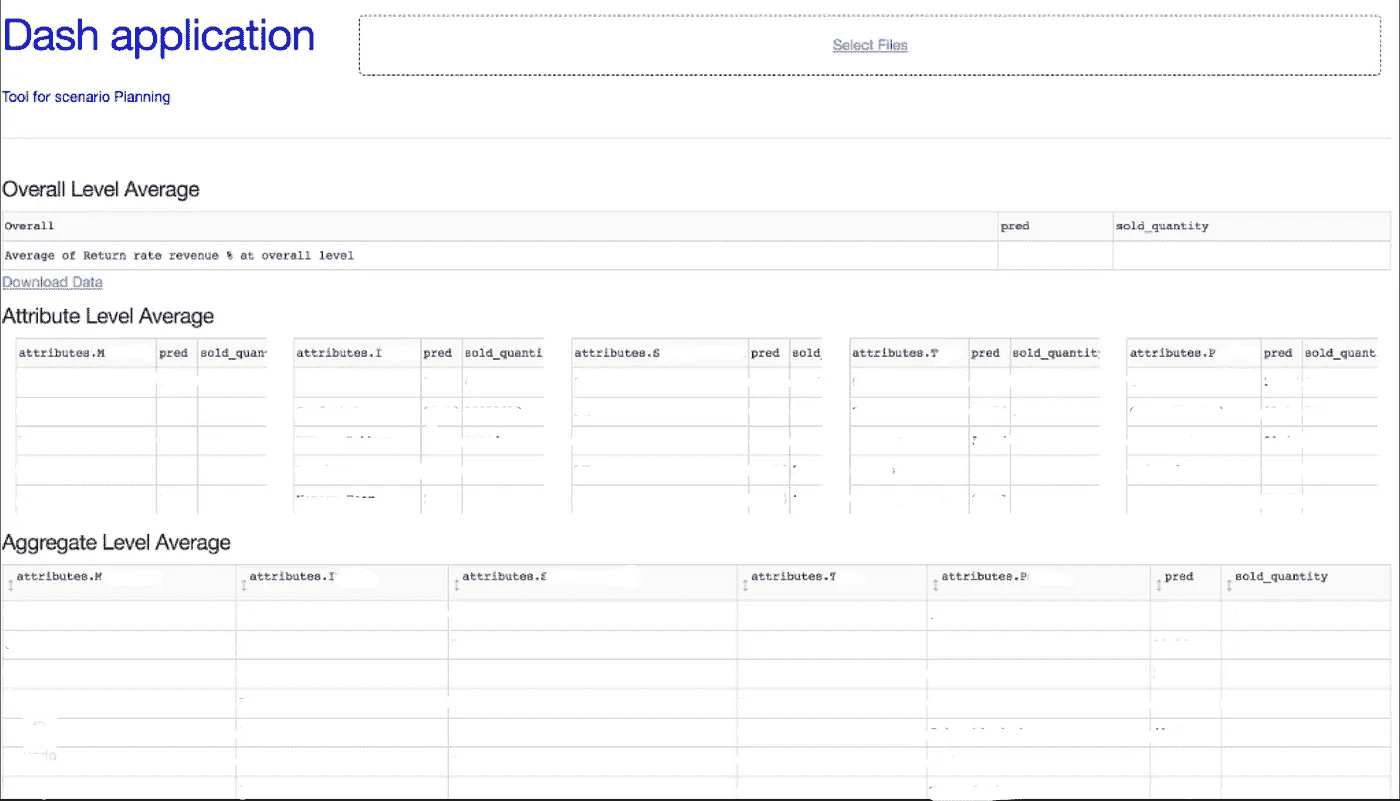 Dash application
Select Files
Tool for scenario Planning
Overall Level Average
Overall pred sold_quantity
Average of Return rate revenue % at overall level
Download Data
Attribute Level Average
attributes.M pred sold_quan attributes.I pred sold_quanti attributes.S pred sold_ attributes.T pred sold_quantity attributes.P pred sold_quant
Aggregate Level Average
attributes.M attributes.I attributes.S attributes.T attributes.P pred sold_quantity